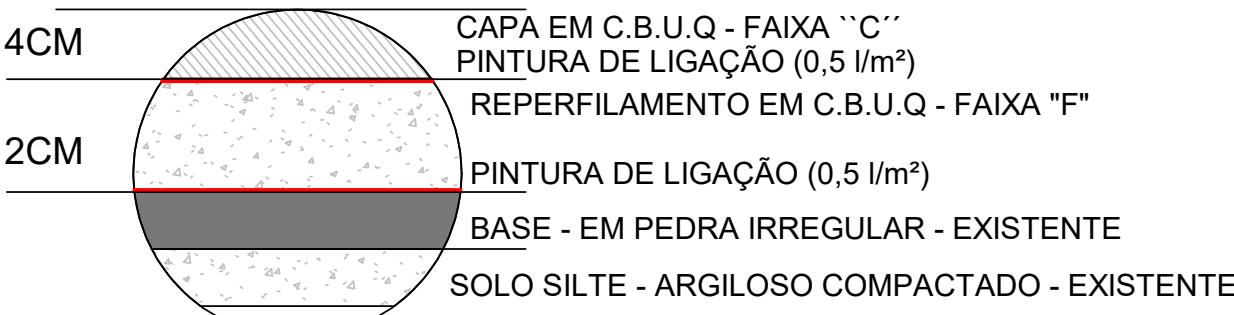 4CM
CAPA EM C.B.U.Q - FAIXA ``C´´
PINTURA DE LIGAÇÃO (0,5 l/m²)
REPERFILAMENTO EM C.B.U.Q - FAIXA "F"
2CM
PINTURA DE LIGAÇÃO (0,5 l/m²)
BASE - EM PEDRA IRREGULAR - EXISTENTE
SOLO SILTE - ARGILOSO COMPACTADO - EXISTENTE